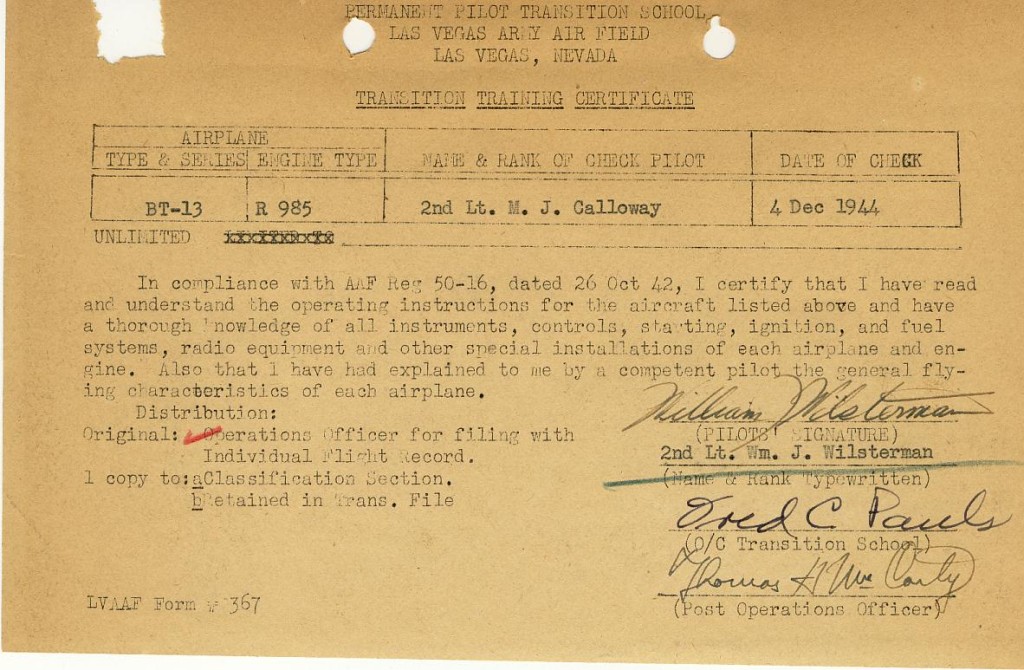 PERMANENT PILOT TRANSITION SCHOOL
LAS VEGAS ARMY AIR FIELD
LAS VEGAS, NEVADA
TRANSITION TRAINING CERTIFICATE
AIRPLANE
TYPE & SERIES ENGINE TYPE NAME & RANK OF CHECK PILOT DATE OF CHECK
BT-13 R 985 2nd Lt. M. J. Calloway 4 Dec 1944
UNLIMITED
In compliance with AAF Reg 50-16, dated 26 Oct 42, I certify that I have read
and understand the operating instructions for the aircraft listed above and have
a thorough knowledge of all instruments, controls, starting, ignition, and fuel
systems, radio equipment and other special installations of each airplane and en-
gine. Also that I have had explained to me by a competent pilot the general fly-
ing characteristics of each airplane.
Distribution:
Original: Operations Officer for filing with
Individual Flight Record.
1 copy to: a Classification Section.
b Retained in Trans. File
William J Wilsterman
(PILOTS' SIGNATURE)
2nd Lt. Wm. J. Wilsterman
(Name & Rank Typewritten)
Fred C. Pauls
(O/C Transition School)
Thomas H McCarty
(Post Operations Officer)
LVAAF Form # 367